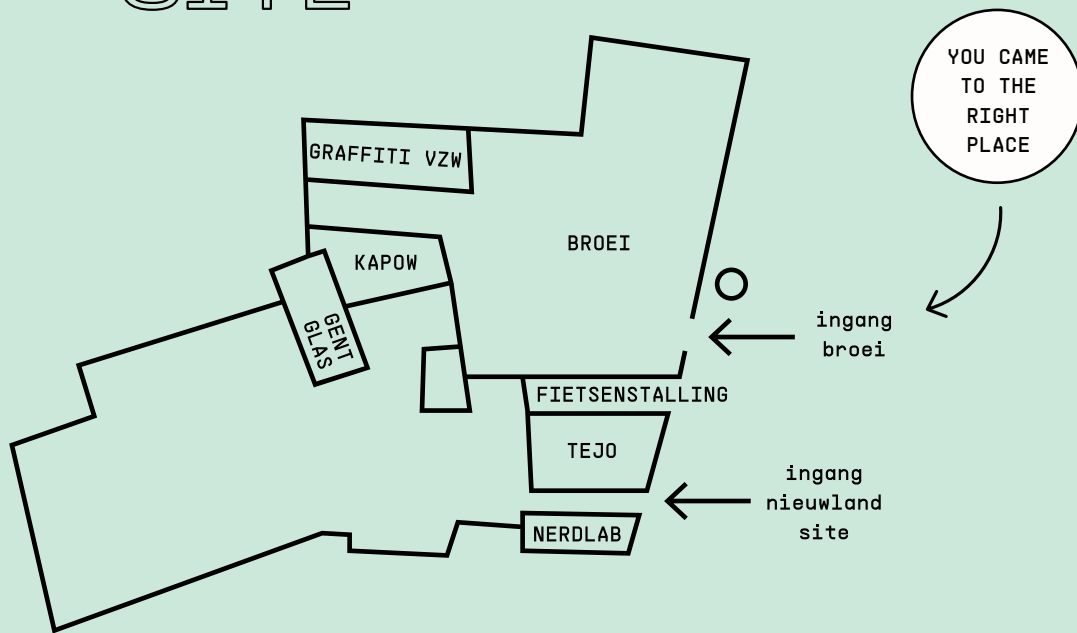 SITE
YOU CAME
TO THE
RIGHT
PLACE
GRAFFITI VZW
BROEI
KAPOW
GENT
GLAS
ingang
broei
FIETSENSTALLING
TEJO
ingang
nieuwland
site
NERDLAB